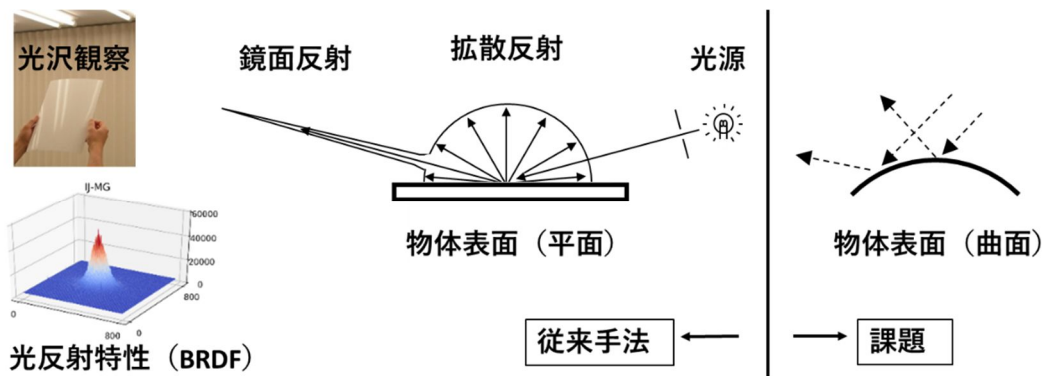 光沢観察
鏡面反射
拡散反射
光源
IJ-MG
60000
40000
20000
0
800
0
800
0
光反射特性（BRDF）
物体表面（平面）
物体表面（曲面）
従来手法
課題